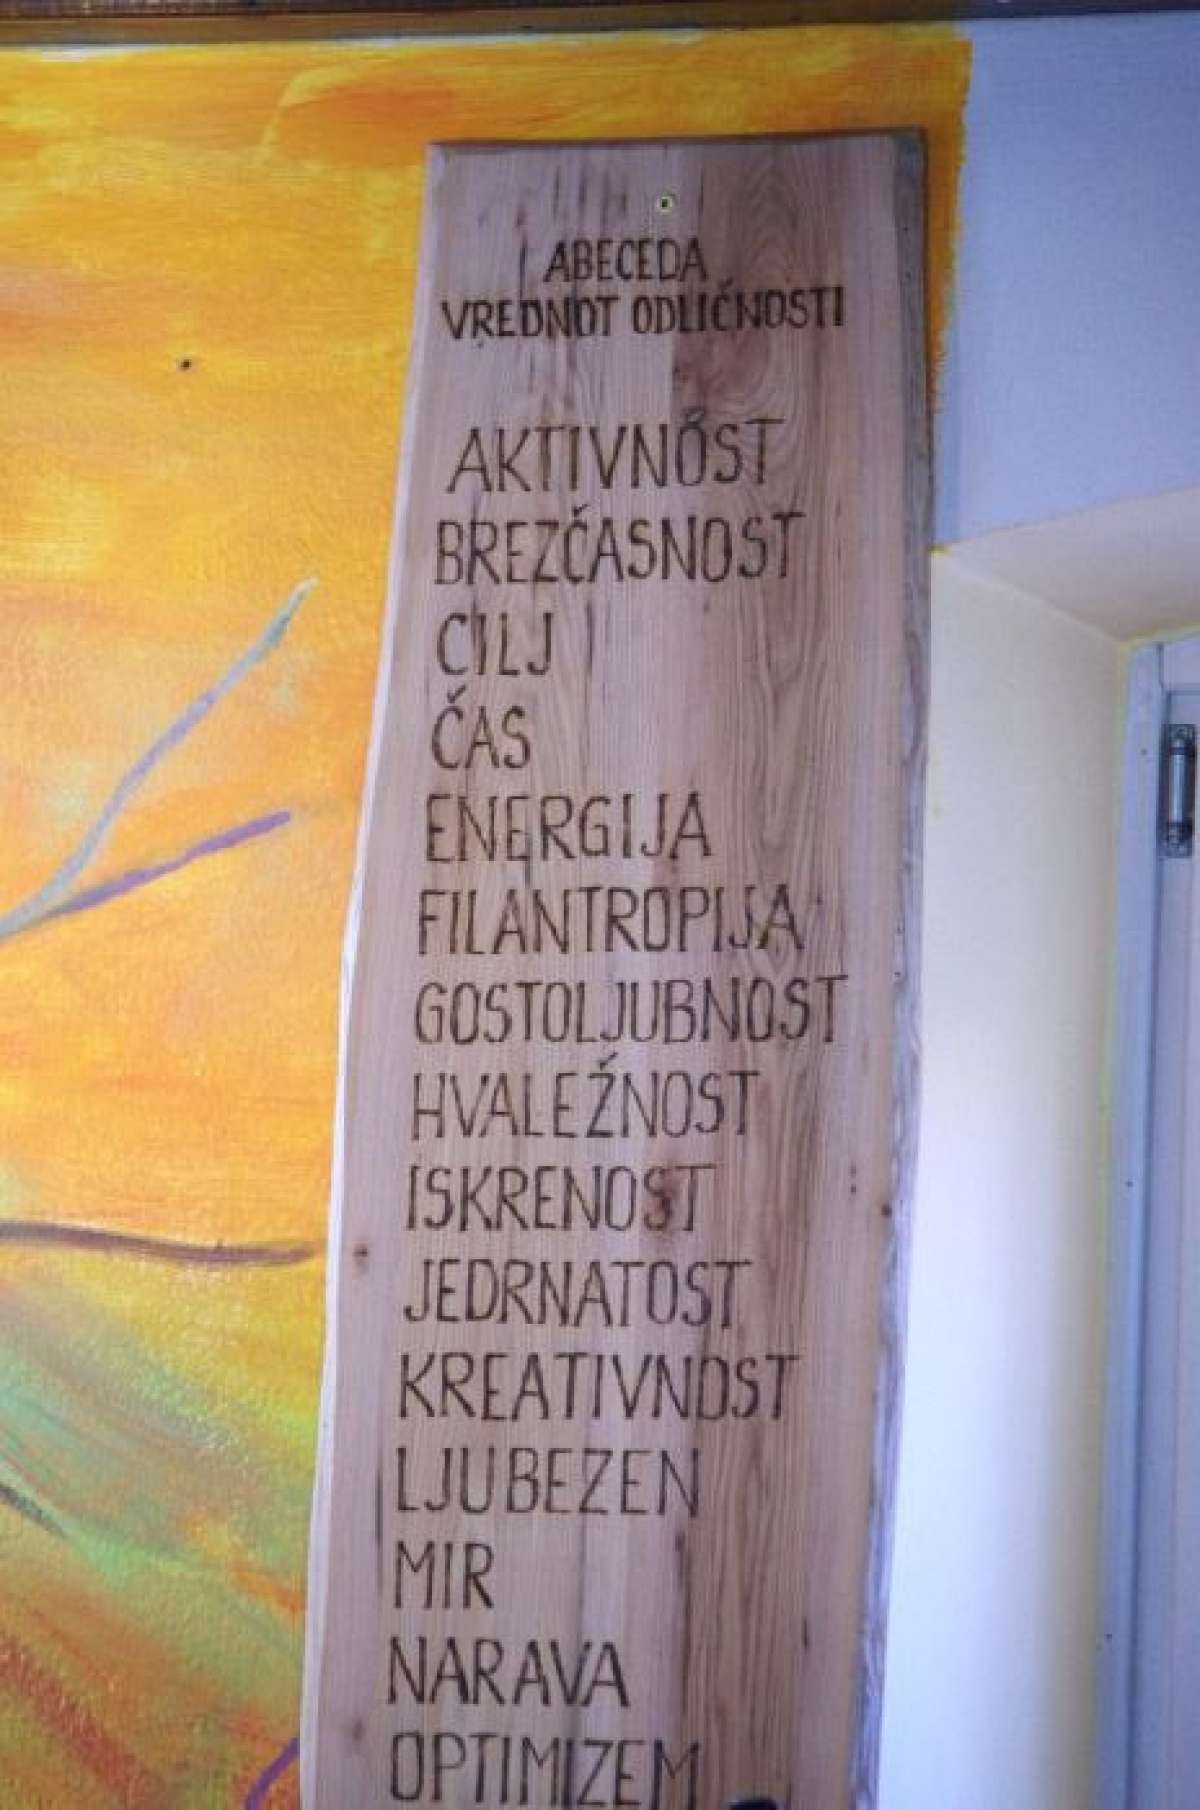 ABECEDA
VREDNOT ODLIČNOSTI
AKTIVNOST
BREZČASNOST
CILJ
ČAS
ENERGIJA
FILANTROPIJA
GOSTOLJUBNOST
HVALEŽNOST
ISKRENOST
JEDRNATOST
KREATIVNOST
LJUBEZEN
MIR
NARAVA
OPTIMIZEM